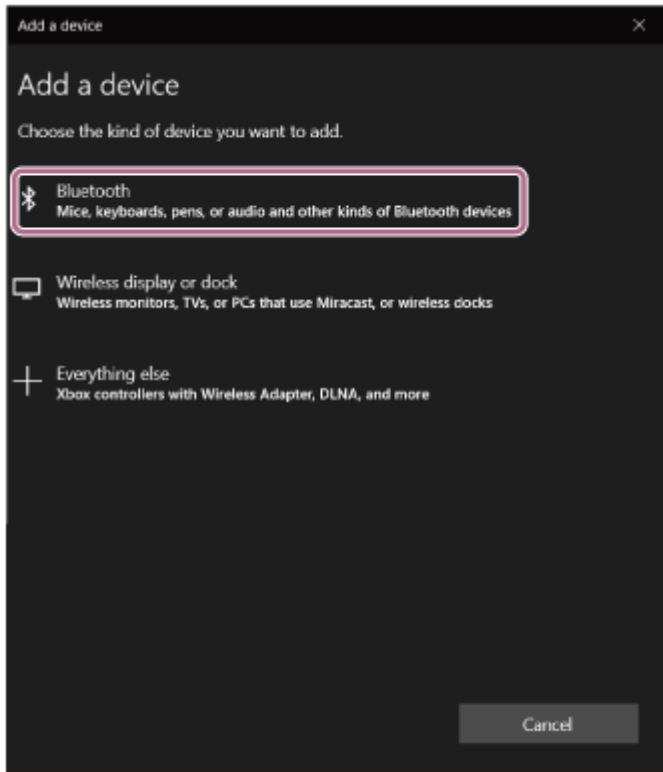 Add a device
Add a device
Choose the kind of device you want to add.
Bluetooth
Mice, keyboards, pens, or audio and other kinds of Bluetooth devices
Wireless display or dock
Wireless monitors, TVs, or PCs that use Miracast, or wireless docks
Everything else
Xbox controllers with Wireless Adapter, DLNA, and more
Cancel